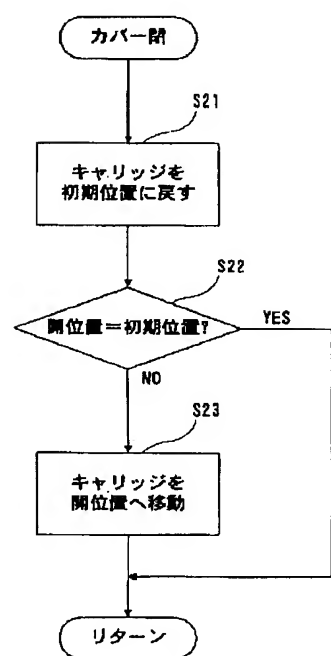 カバー閉
S21
キャリッジを
初期位置に戻す
S22
開位置=初期位置?
YES
NO
S23
キャリッジを
開位置へ移動
リターン